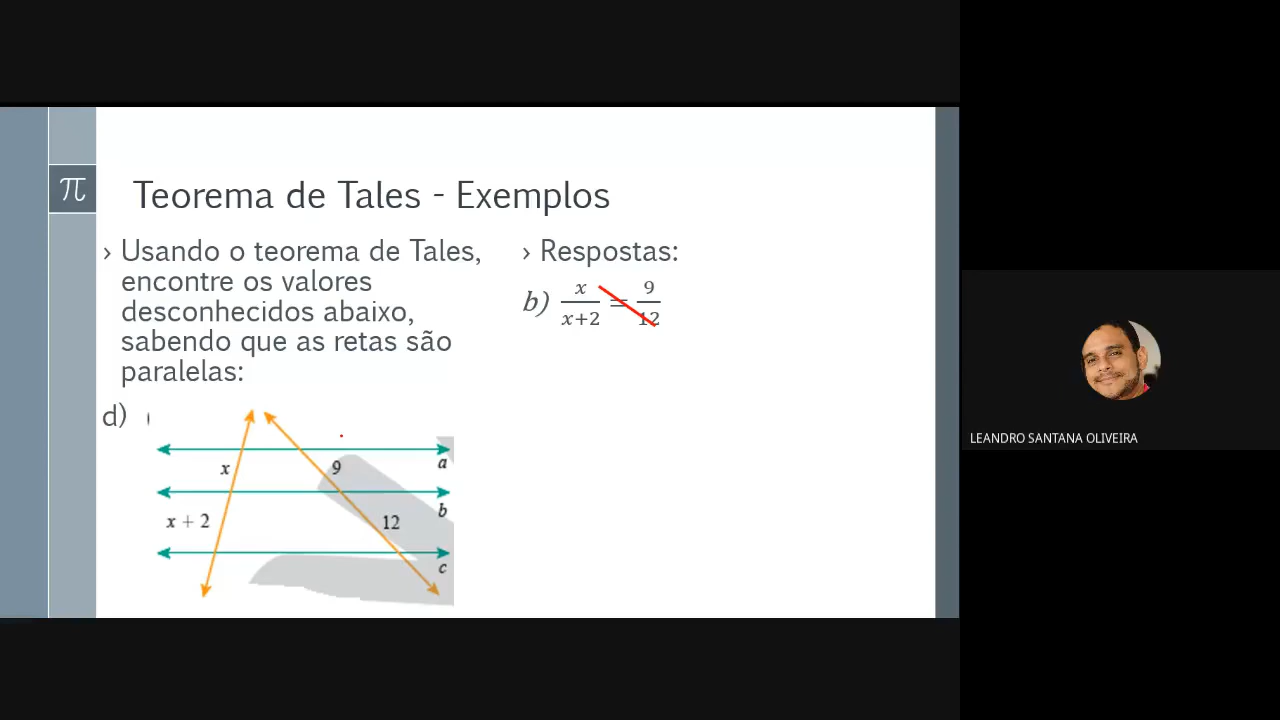 π
Teorema de Tales - Exemplos
› Usando o teorema de Tales,
encontre os valores
desconhecidos abaixo,
sabendo que as retas são
paralelas:
d)
x
9
a
x + 2
12
b
c
› Respostas:
b) x/x+2 = 9/12
LEANDRO SANTANA OLIVEIRA